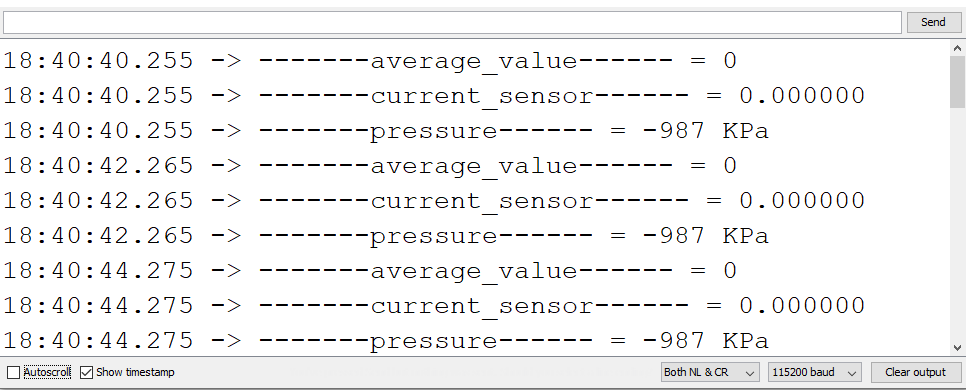 Send
18:40:40.255 -> -------average_value------ = 0
18:40:40.255 -> -------current_sensor------ = 0.000000
18:40:40.255 -> -------pressure------ = -987 KPa
18:40:42.265 -> -------average_value------ = 0
18:40:42.265 -> -------current_sensor------ = 0.000000
18:40:42.265 -> -------pressure------ = -987 KPa
18:40:44.275 -> -------average_value------ = 0
18:40:44.275 -> -------current_sensor------ = 0.000000
18:40:44.275 -> -------pressure------ = -987 KPa
Autoscroll Show timestamp Both NL & CR 115200 baud Clear output